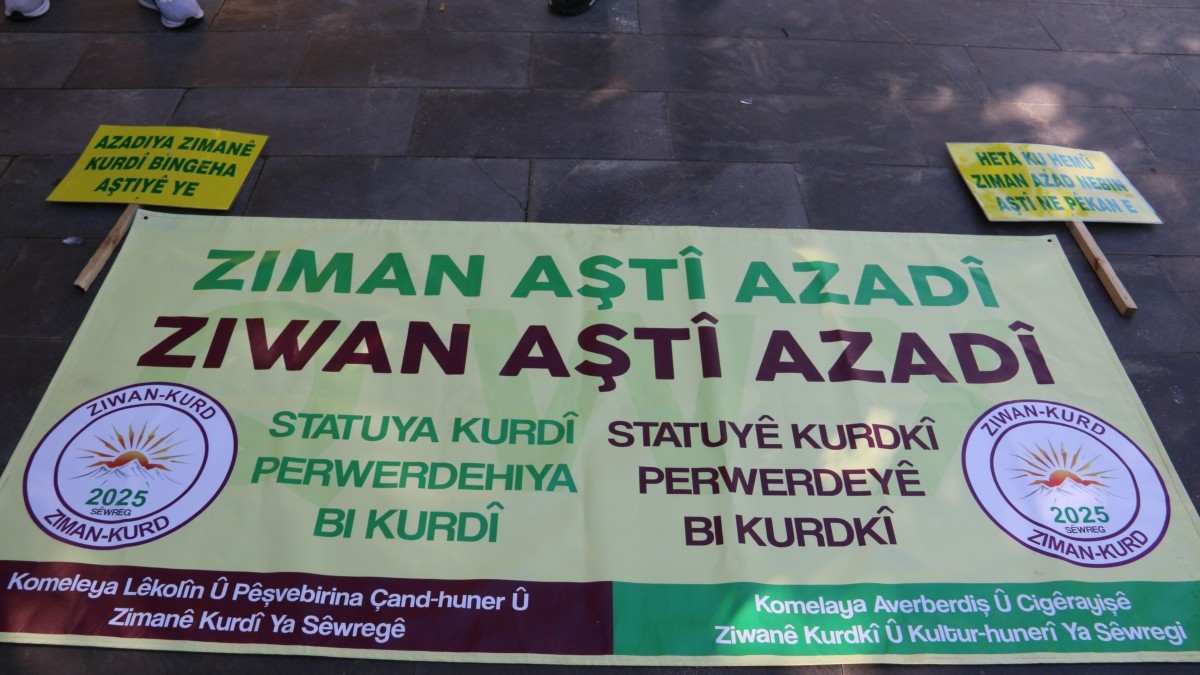 AZADIYA ZIMANÊ
KURDÎ BINGEHA
AŞTIYÊ YE
HETA KU HEMÛ
ZIMAN AZAD NEBIN
AŞTÎ NE PÊKAN E
ZIMAN AŞTÎ AZADÎ
ZIWAN AŞTÎ AZADÎ
STATUYA KURDÎ
PERWERDEHIYA
BI KURDÎ
STATUYÊ KURDKÎ
PERWERDEYÊ
BI KURDKÎ
ZIWAN-KURD
2025
SÊWREG
ZIMAN-KURD
ZIWAN-KURD
2025
SÊWREG
ZIMAN-KURD
Komeleya Lêkolîn Û Pêşvebirina Çand-huner Û
Zimanê Kurdî Ya Sêwregê
Komelaya Averberdiş Û Cigêrayişê
Ziwanê Kurdkî Û Kultur-hunerî Ya Sêwregi